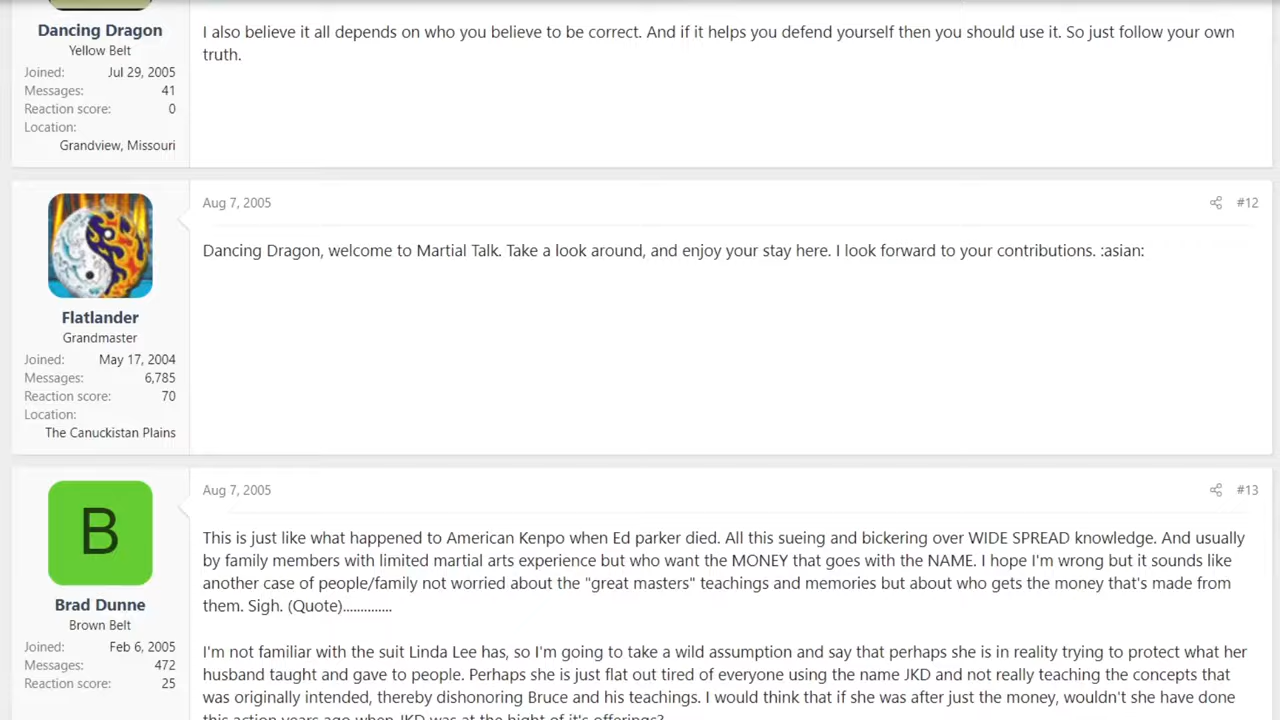 Dancing Dragon
Yellow Belt
Joined: Jul 29, 2005
Messages: 41
Reaction score: 0
Location:
Grandview, Missouri
I also believe it all depends on who you believe to be correct. And if it helps you defend yourself then you should use it. So just follow your own
truth.
Flatlander
Grandmaster
Joined: May 17, 2004
Messages: 6,785
Reaction score: 70
Location:
The Canuckistan Plains
Aug 7, 2005
#12
Dancing Dragon, welcome to Martial Talk. Take a look around, and enjoy your stay here. I look forward to your contributions. :asian:
B
Brad Dunne
Brown Belt
Joined: Feb 6, 2005
Messages: 472
Reaction score: 25
Aug 7, 2005
#13
This is just like what happened to American Kenpo when Ed parker died. All this sueing and bickering over WIDE SPREAD knowledge. And usually
by family members with limited martial arts experience but who want the MONEY that goes with the NAME. I hope I'm wrong but it sounds like
another case of people/family not worried about the "great masters" teachings and memories but about who gets the money that's made from
them. Sigh. (Quote)..............
I'm not familiar with the suit Linda Lee has, so I'm going to take a wild assumption and say that perhaps she is in reality trying to protect what her
husband taught and gave to people. Perhaps she is just flat out tired of everyone using the name JKD and not really teaching the concepts that
was originally intended, thereby dishonoring Bruce and his teachings. I would think that if she was after just the money, wouldn't she have done
this action years ago when JKD was at the hight of it's offerings?